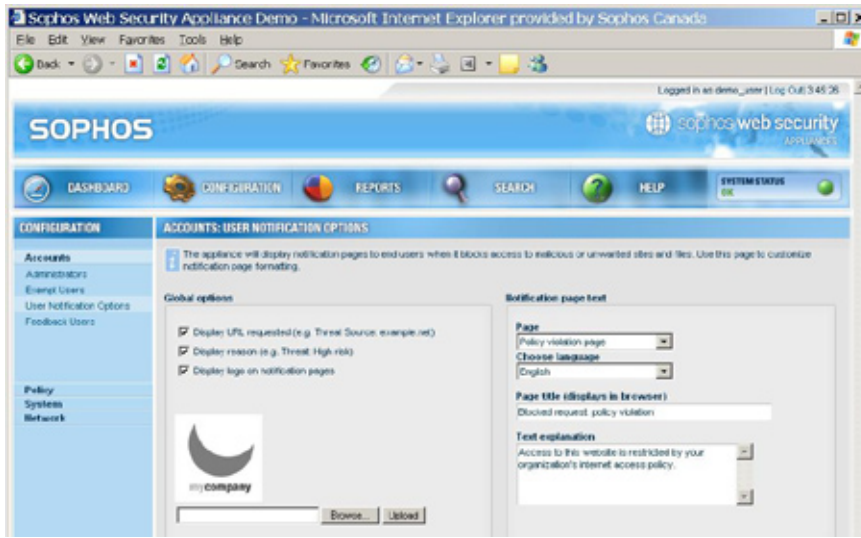 Sophos Web Security Appliance Demo - Microsoft Internet Explorer provided by Sophos Canada
File Edit View Favorites Tools Help
Back Search Favorites
Logged in as demo_user | Log Out | 3:45:26
SOPHOS
sophos web security
APPLIANCES
DASHBOARD CONFIGURATION REPORTS SEARCH HELP
SYSTEM STATUS
OK
CONFIGURATION
ACCOUNTS: USER NOTIFICATION OPTIONS
Accounts
Administrators
Exempt Users
User Notification Options
Feedback Users
Policy
System
Network
The appliance will display notification pages to end users when it blocks access to malicious or unwanted sites and files. Use this page to customize
notification page formatting.
Global options
Display URL requested (e.g. Threat Source: example.net)
Display reason (e.g. Threat: High risk)
Display logo on notification pages
mycompany
Browse... Upload
Notification page text
Page
Policy violation page
Choose language
English
Page title (displays in browser)
Blocked request: policy violation
Text explanation
Access to this website is restricted by your
organization's internet access policy.